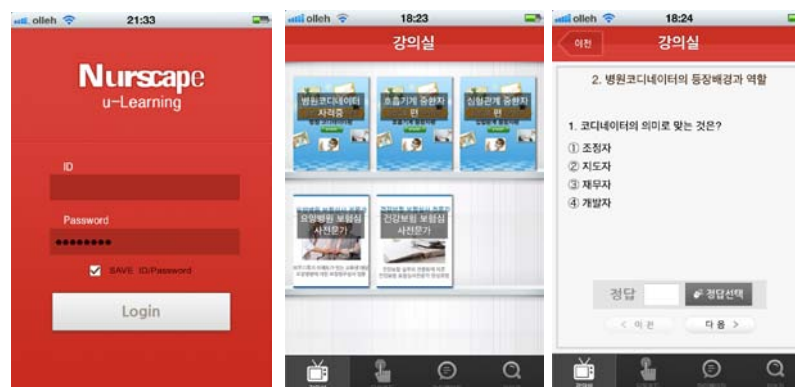 olleh 21:33
Nurscape
u-Learning
ID
Password
SAVE ID/Password
Login
olleh 18:23
강의실
병원코디네이터
자격증
호흡기계 중환자
편
심혈관계 중환자
편
요양병원 보험심
사전문가
건강보험 보험심
사전문가
olleh 18:24
이전
강의실
2. 병원코디네이터의 등장배경과 역할
1. 코디네이터의 의미로 맞는 것은?
① 조정자
② 지도자
③ 재무자
④ 개발자
정답
정답선택
< 이전
다음 >